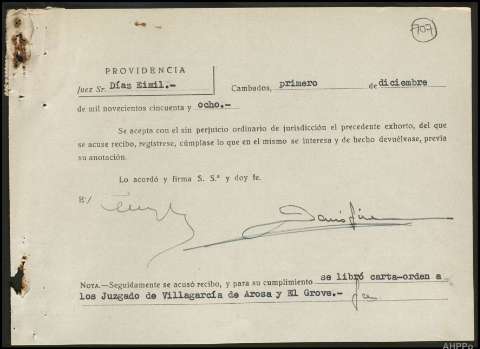 707
PROVIDENCIA
Juez Sr. Días Eimil.-
Cambados, primero de diciembre
de mil novecientos cincuenta y ocho.-
Se acepta con el sin perjuicio ordinario de jurisdicción el precedente exhorto, del que
se acuse recibo, regístrese, cúmplase lo que en el mismo se interesa y de hecho devuélvase, previa
su anotación.
Lo acordó y firma S. S.ª y doy fe.
NOTA.—Seguidamente se acusó recibo, y para su cumplimiento se libró carta-orden a
los Juzgado de Villagarcía de Arosa y El Grove.-
AHPPo